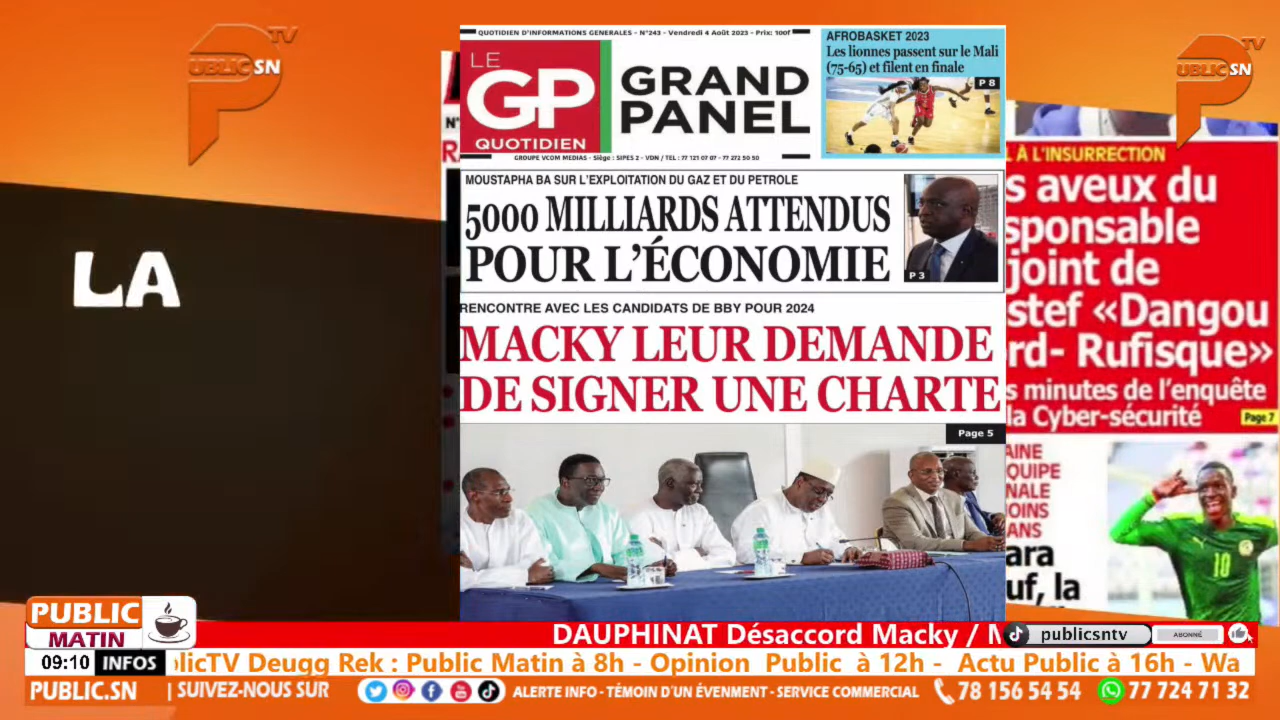 PUBLIC SN TV
LA
QUOTIDIEN D'INFORMATIONS GENERALES - N°243 - Vendredi 4 Août 2023 - Prix: 100f
LE
GP
QUOTIDIEN
GRAND
PANEL
GROUPE VCOM MEDIAS - Siège : SIPES 2 - VDN / TEL : 77 121 07 07 - 77 272 50 50
AFROBASKET 2023
Les lionnes passent sur le Mali
(75-65) et filent en finale
P 8
MOUSTAPHA BA SUR L'EXPLOITATION DU GAZ ET DU PETROLE
5000 MILLIARDS ATTENDUS
POUR L'ÉCONOMIE
P 3
RENCONTRE AVEC LES CANDIDATS DE BBY POUR 2024
MACKY LEUR DEMANDE
DE SIGNER UNE CHARTE
Page 5
PUBLIC SN TV
L À L'INSURRECTION
s aveux du
sponsable
joint de
stef «Dangou
rd- Rufisque»
s minutes de l'enquête
la Cyber-sécurité
Page 7
AINE
QUIPE
NALE
OINS
ANS
ara
uf, la
10
PUBLIC
MATIN
DAUPHINAT Désaccord Macky / M
publicsntv
ABONNÉ
09:10 INFOS
blicTV Deugg Rek : Public Matin à 8h - Opinion Public à 12h - Actu Public à 16h - Wa
PUBLIC.SN | SUIVEZ-NOUS SUR
ALERTE INFO - TÉMOIN D'UN ÉVENMENT - SERVICE COMMERCIAL
78 156 54 54
77 724 71 32